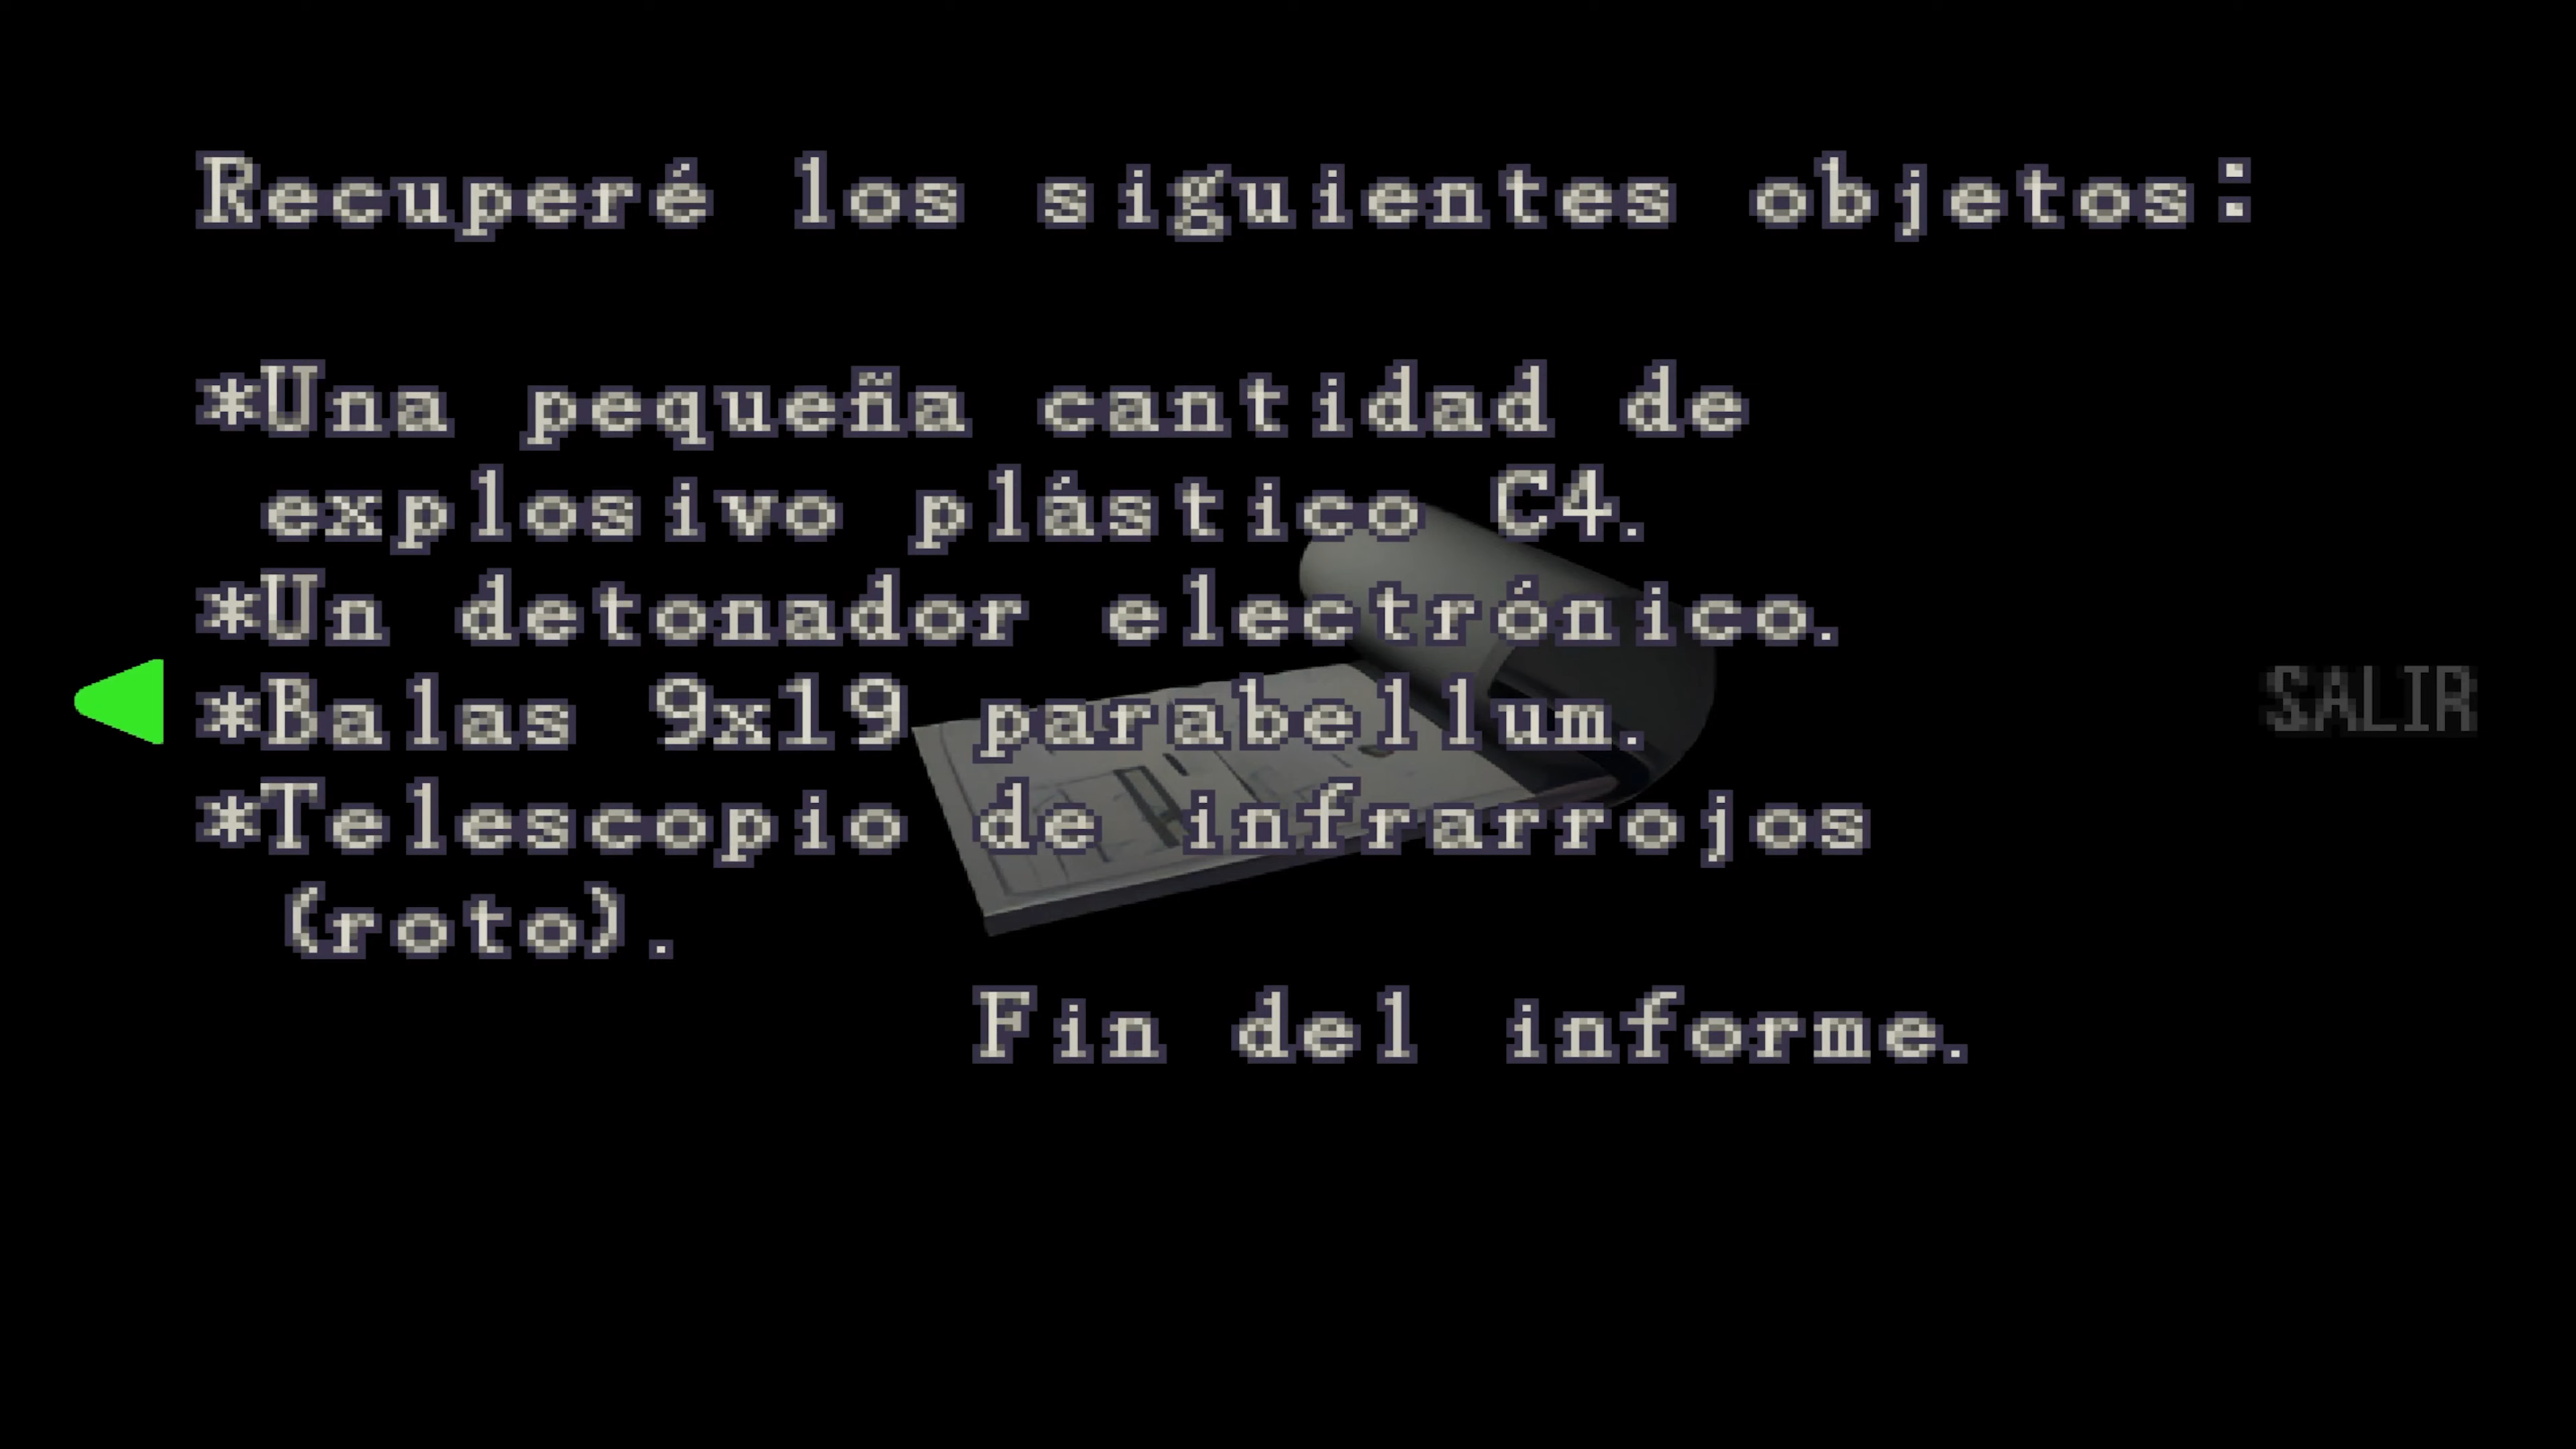 Recuperé los siguientes objetos:
*Una pequeña cantidad de
explosivo plástico C4.
*Un detonador electrónico.
*Balas 9x19 parabellum.
SALIR
*Telescopio de infrarrojos
(roto).
Fin del informe.